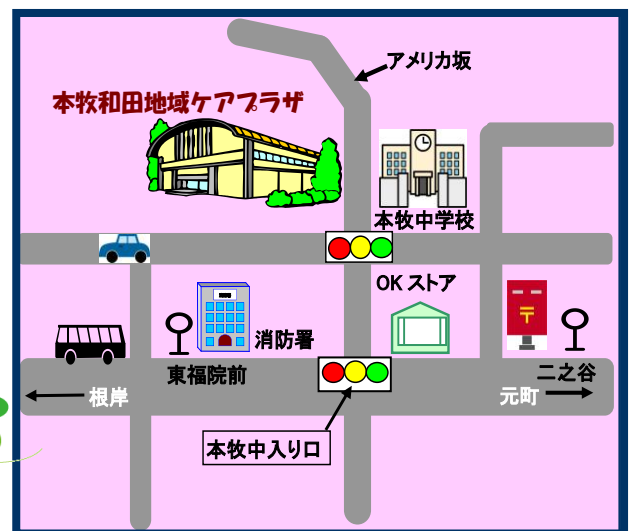 アメリカ坂
本牧和田地域ケアプラザ
本牧中学校
OK ストア
〒
消防署
東福院前
二之谷
根岸
元町
本牧中入り口